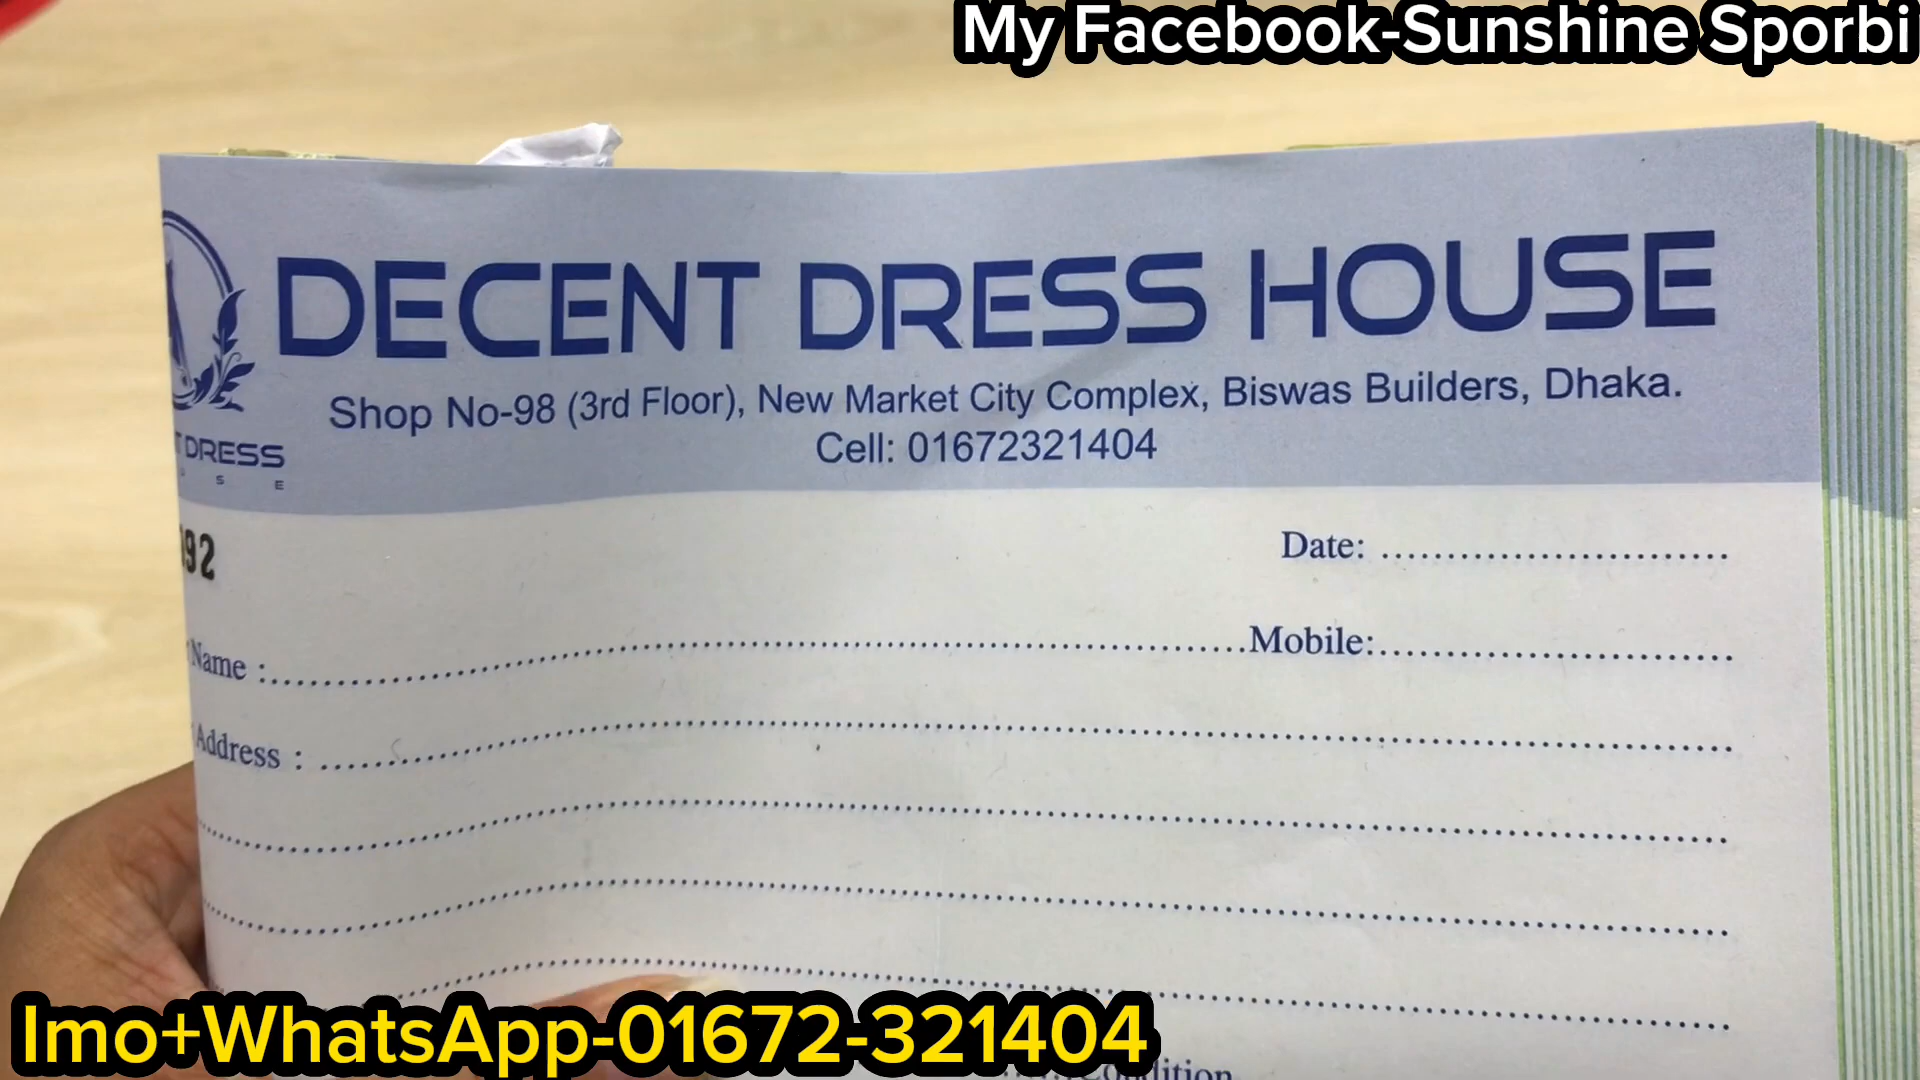 My Facebook-Sunshine Sporbi
DECENT DRESS HOUSE
Shop No-98 (3rd Floor), New Market City Complex, Biswas Builders, Dhaka.
Cell: 01672321404
T DRESS
S E
92
Date: ..........................
Name :..........................Mobile:..........................
Address : ..........................
Imo+WhatsApp-01672-321404